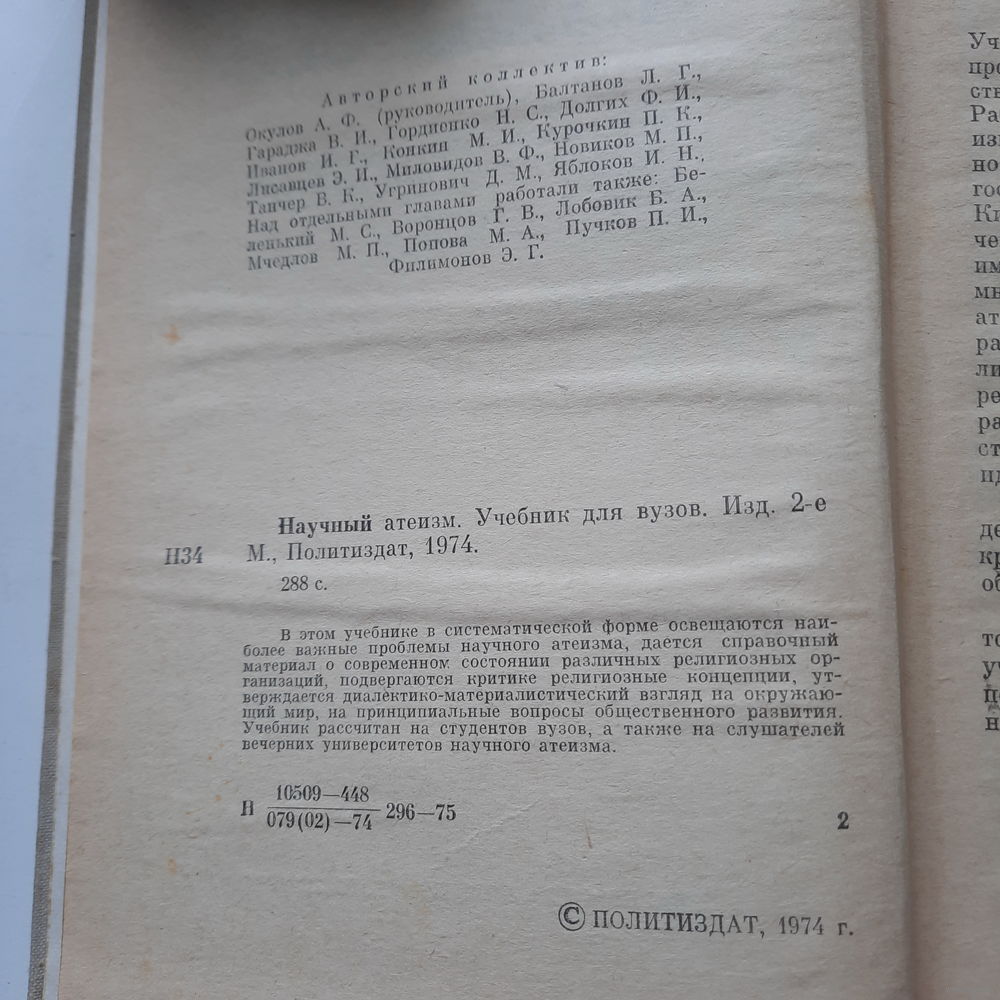 Авторский коллектив:
Окулов А. Ф. (руководитель), Балтанов Л. Г.,
Гараджа В. И., Гордиенко Н. С., Долгих Ф. И.,
Иванов И. Г., Конкин М. И., Курочкин П. К.,
Лисавцев Э. И., Миловидов В. Ф., Новиков М. П.,
Танчер В. К., Угринович Д. М., Яблоков И. Н.
Над отдельными главами работали также: Бе-
ленький М. С., Воронцов Г. В., Лобовик Б. А.,
Мчедлов М. П., Попова М. А., Пучков П. И.,
Филимонов Э. Г.
Научный атеизм. Учебник для вузов. Изд. 2-е
Н34 М., Политиздат, 1974.
288 с.
В этом учебнике в систематической форме освещаются наи-
более важные проблемы научного атеизма, дается справочный
материал о современном состоянии различных религиозных ор-
ганизаций, подвергаются критике религиозные концепции, ут-
верждается диалектико-материалистический взгляд на окружаю-
щий мир, на принципиальные вопросы общественного развития.
Учебник рассчитан на студентов вузов, а также на слушателей
вечерних университетов научного атеизма.
Н 10509—448
079(02)—74 296—75
2
© ПОЛИТИЗДАТ, 1974 г.